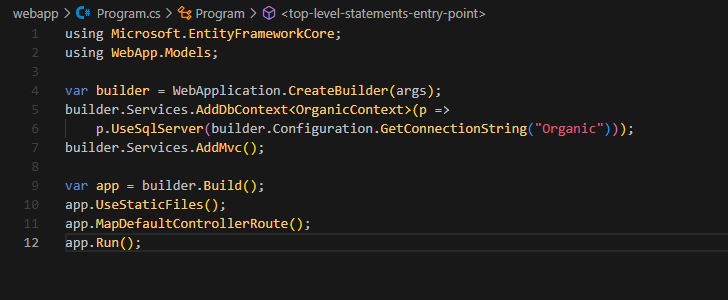 webapp > Program.cs > Program > <top-level-statements-entry-point>
1 using Microsoft.EntityFrameworkCore;
2 using WebApp.Models;
3
4 var builder = WebApplication.CreateBuilder(args);
5 builder.Services.AddDbContext<OrganicContext>(p =>
6     p.UseSqlServer(builder.Configuration.GetConnectionString("Organic")));
7 builder.Services.AddMvc();
8
9 var app = builder.Build();
10 app.UseStaticFiles();
11 app.MapDefaultControllerRoute();
12 app.Run();